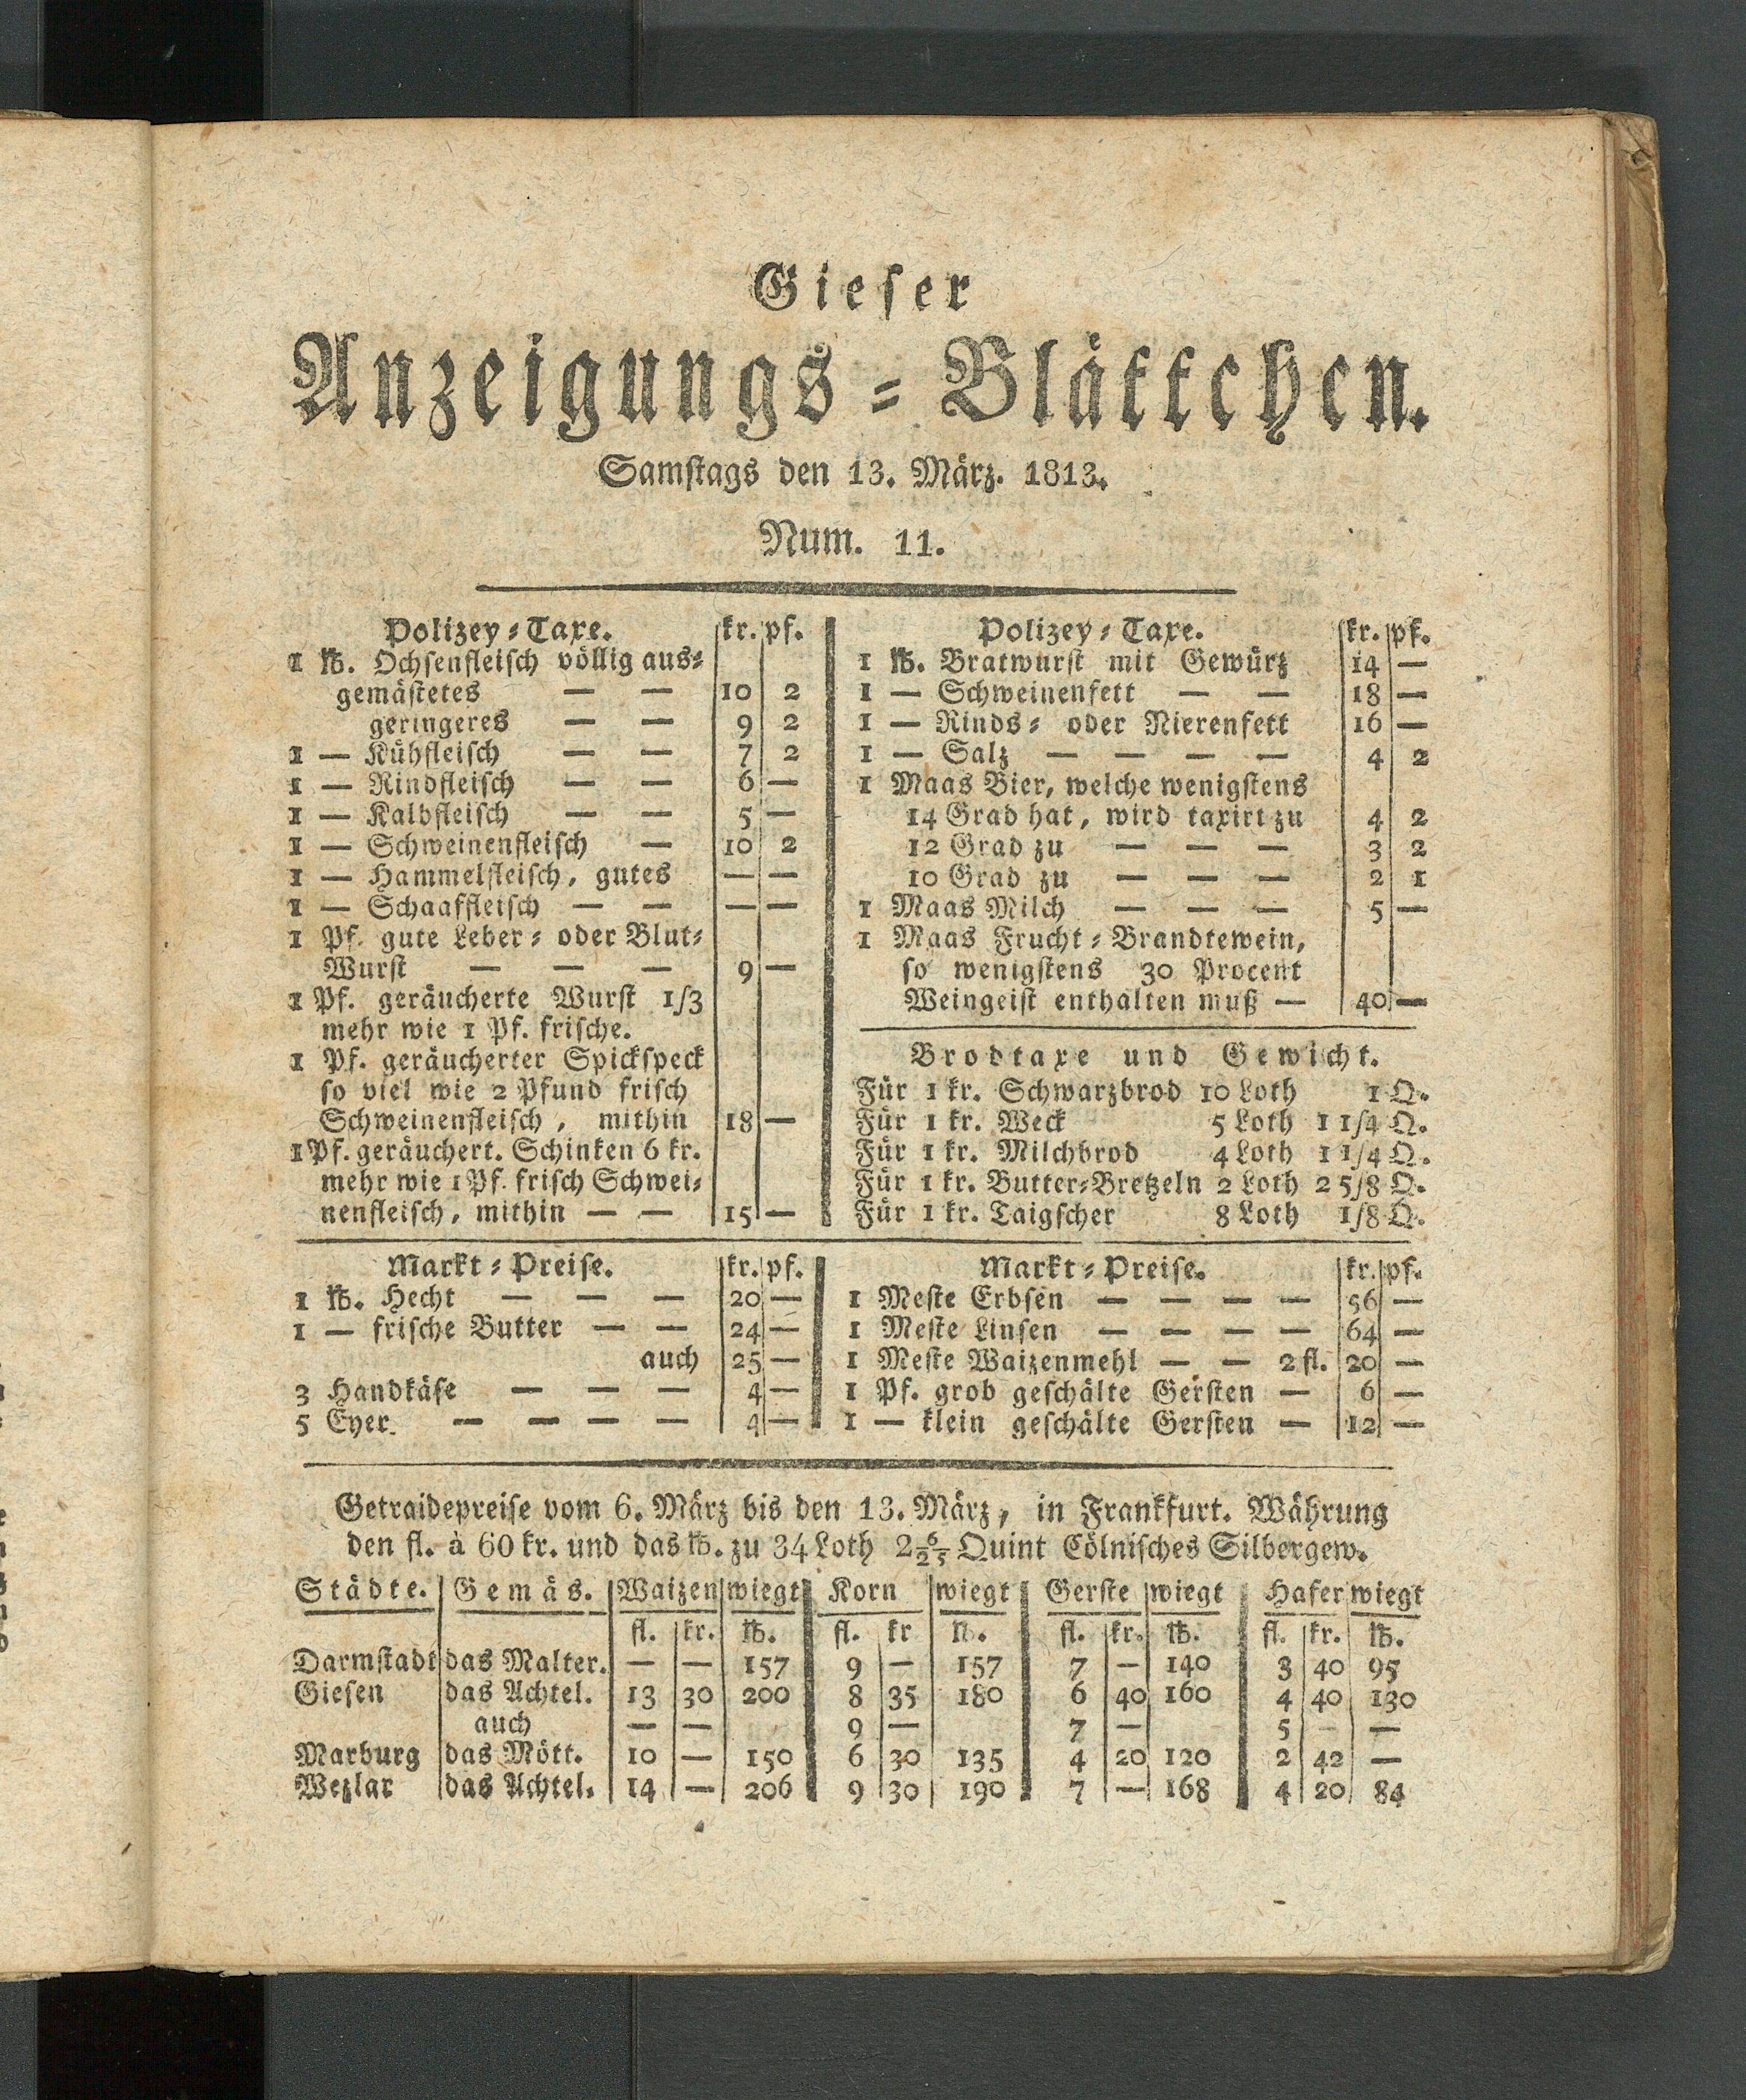 Gieser
Anzeigungs-Blättchen.
Samstags den 13. März. 1813.
Num. 11.
Polizey-Taxe. kr. pf.
1 ℔. Ochsenfleisch völlig aus-
gemästetes — — 10 2
geringeres — — 9 2
1 — Kühfleisch — — 7 2
1 — Rindfleisch — — 6 —
1 — Kalbfleisch — — 5 —
1 — Schweinenfleisch — 10 2
1 — Hammelfleisch, gutes — —
1 — Schaaffleisch — — — —
1 Pf. gute Leber- oder Blut-
Wurst — — — 9 —
1 Pf. geräucherte Wurst 1/3
mehr wie 1 Pf. frische.
1 Pf. geräucherter Spickspeck
so viel wie 2 Pfund frisch
Schweinenfleisch, mithin 18 —
1 Pf. geräuchert. Schinken 6 kr.
mehr wie 1 Pf. frisch Schwei-
nenfleisch, mithin — — 15 —
Polizey-Taxe. kr. pf.
1 ℔. Bratwurst mit Gewürz 14 —
1 — Schweinenfett — — 18 —
1 — Rinds- oder Nierenfett 16 —
1 — Salz — — — — 4 2
1 Maas Bier, welche wenigstens
14 Grad hat, wird taxirt zu 4 2
12 Grad zu — — — 3 2
10 Grad zu — — — 2 1
1 Maas Milch — — — 5 —
1 Maas Frucht-Brandtewein,
so wenigstens 30 Procent
Weingeist enthalten muß — 40 —
Brodtaxe und Gewicht.
Für 1 kr. Schwarzbrod 10 Loth 1 Q.
Für 1 kr. Weck 5 Loth 1 1/4 Q.
Für 1 kr. Milchbrod 4 Loth 1 1/4 Q.
Für 1 kr. Butter-Bretzeln 2 Loth 2 5/8 Q.
Für 1 kr. Taigscher 8 Loth 1/8 Q.
Markt-Preise. kr. pf.
1 ℔. Hecht — — — 20 —
1 — frische Butter — — 24 —
auch 25 —
3 Handkäse — — — 4 —
5 Eyer. — — — — 4 —
Markt-Preise. kr. pf.
1 Meste Erbsen — — — — 56 —
1 Meste Linsen — — — — 64 —
1 Meste Waizenmehl — — 2 fl. 20 —
1 Pf. grob geschälte Gersten — 6 —
1 — klein geschälte Gersten — 12 —
Getraidepreise vom 6. März bis den 13. März, in Frankfurt. Währung
den fl. à 60 kr. und das ℔. zu 34 Loth 2 6/25 Quint Cölnisches Silbergew.
Städte. Gemäs. Waizen wiegt Korn wiegt Gerste wiegt Hafer wiegt
fl. kr. ℔. fl. kr ℔. fl. kr. ℔. fl. kr. ℔.
Darmstadt das Malter. — — 157 9 — 157 7 — 140 3 40 95
Giesen das Achtel. 13 30 200 8 35 180 6 40 160 4 40 130
auch — — 9 — 7 — 5 — —
Marburg das Mött. 10 — 150 6 30 135 4 20 120 2 42 —
Wezlar das Achtel. 14 — 206 9 30 190 7 — 168 4 20 84